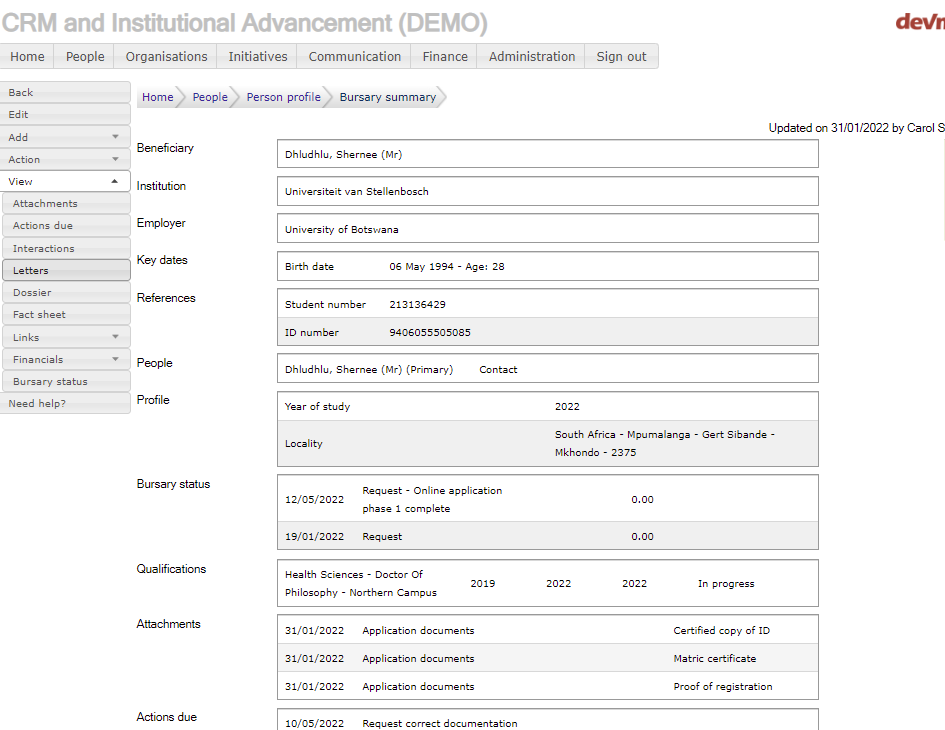 CRM and Institutional Advancement (DEMO)
Home People Organisations Initiatives Communication Finance Administration Sign out
Back
Edit
Add
Action
View
Attachments
Actions due
Interactions
Letters
Dossier
Fact sheet
Links
Financials
Bursary status
Need help?
Home People Person profile Bursary summary
Updated on 31/01/2022 by Carol S
Beneficiary Dhludhlu, Shernee (Mr)
Institution Universiteit van Stellenbosch
Employer University of Botswana
Key dates Birth date 06 May 1994 - Age: 28
References Student number 213136429
ID number 9406055505085
People Dhludhlu, Shernee (Mr) (Primary) Contact
Profile Year of study 2022
Locality South Africa - Mpumalanga - Gert Sibande -
Mkhondo - 2375
Bursary status 12/05/2022 Request - Online application
phase 1 complete 0.00
19/01/2022 Request 0.00
Qualifications Health Sciences - Doctor Of
Philosophy - Northern Campus 2019 2022 2022 In progress
Attachments 31/01/2022 Application documents Certified copy of ID
31/01/2022 Application documents Matric certificate
31/01/2022 Application documents Proof of registration
Actions due 10/05/2022 Request correct documentation